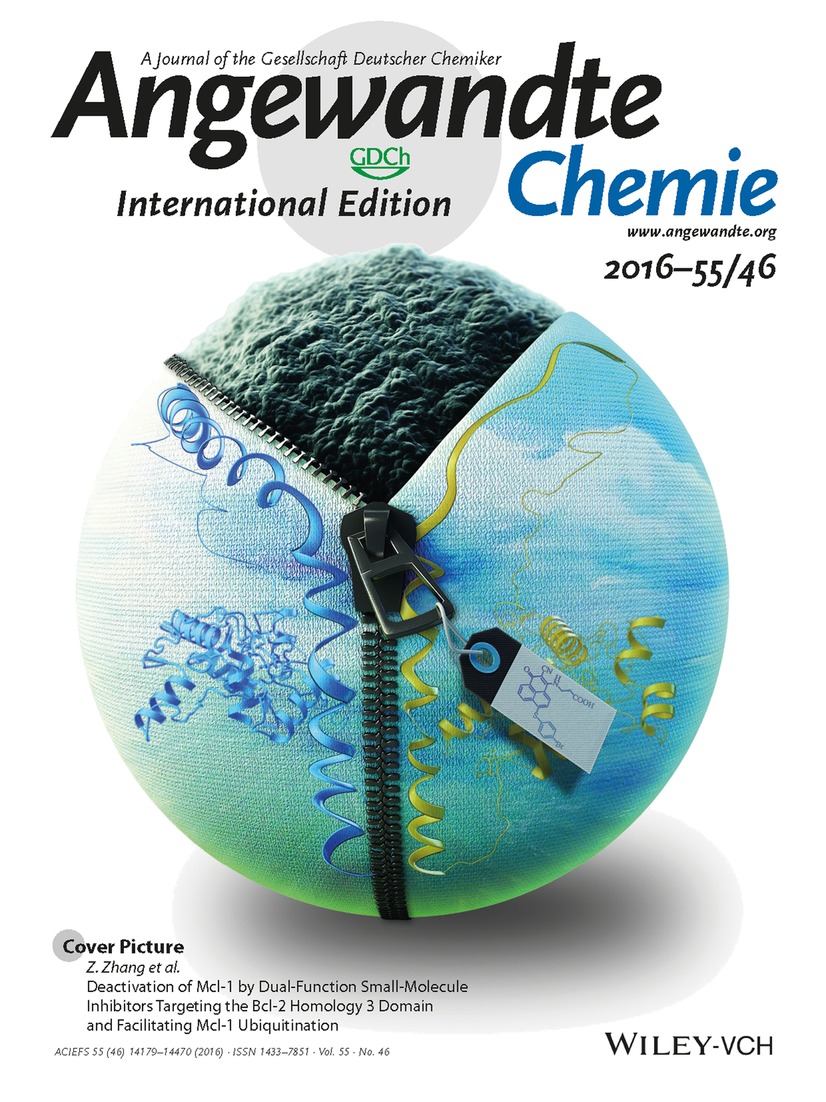 A Journal of the Gesellschaft Deutscher Chemiker
Angewandte
GDCh
Chemie
International Edition
www.angewandte.org
2016–55/46
O
CN
H
N
COOH
Br
Cover Picture
Z. Zhang et al.
Deactivation of Mcl-1 by Dual-Function Small-Molecule
Inhibitors Targeting the Bcl-2 Homology 3 Domain
and Facilitating Mcl-1 Ubiquitination
ACIEFS 55 (46) 14179–14470 (2016) · ISSN 1433–7851 · Vol. 55 · No. 46
WILEY-VCH